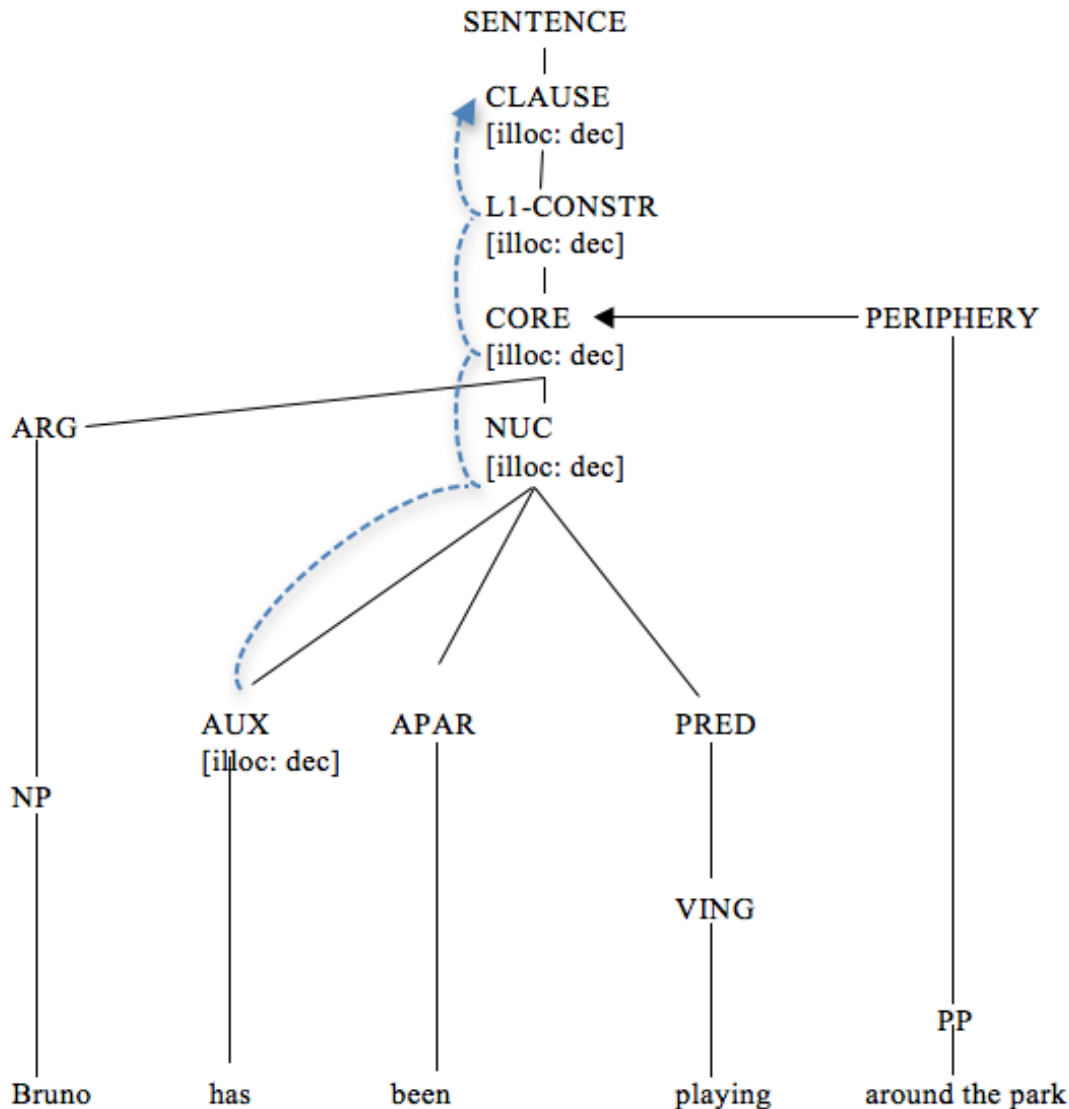 SENTENCE
CLAUSE
[illoc: dec]
L1-CONSTR
[illoc: dec]
CORE
PERIPHERY
[illoc: dec]
ARG
NUC
[illoc: dec]
AUX
APAR
PRED
[illoc: dec]
NP
VING
PP
Bruno has been playing around the park